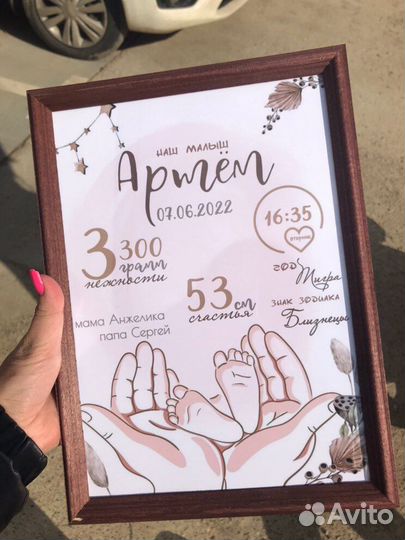 НАШ МАЛЫШ
Артём
07.06.2022
16:35
вторник
3 300
грамм
нежности
год Тигра
53 см
счастья
знак зодиака
Близнецы
мама Анжелика
папа Сергей
Avito